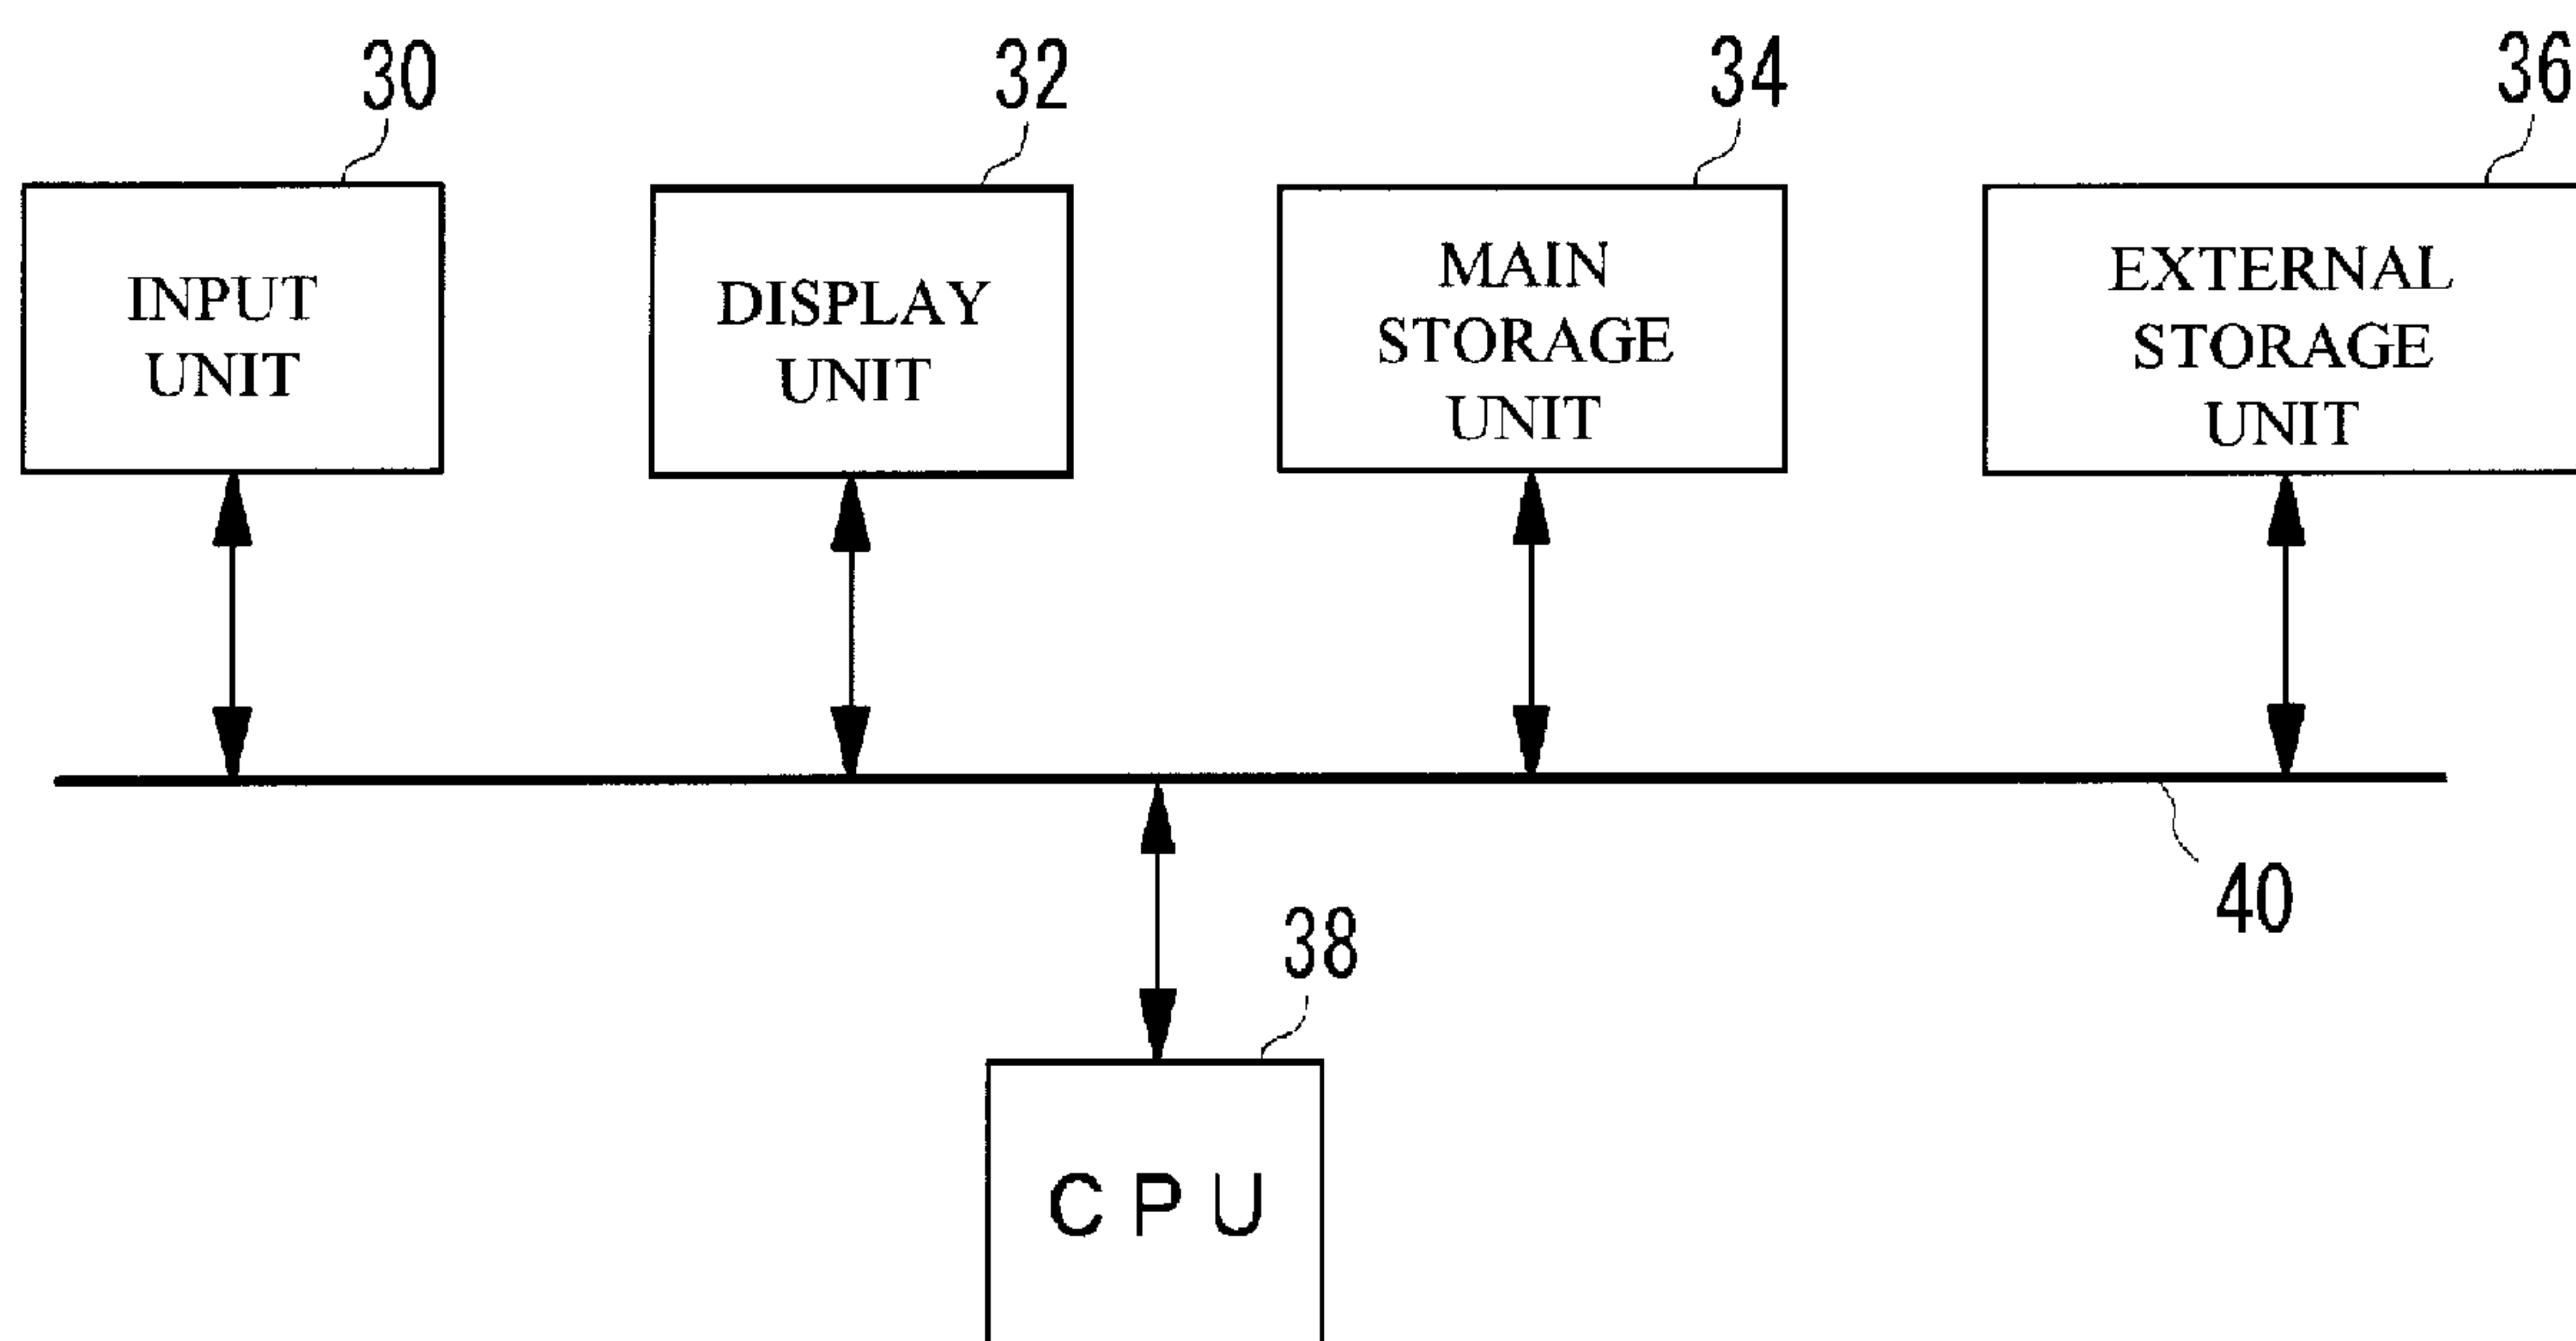 30
32
34
36
INPUT
UNIT
DISPLAY
UNIT
MAIN
STORAGE
UNIT
EXTERNAL
STORAGE
UNIT
40
38
CPU